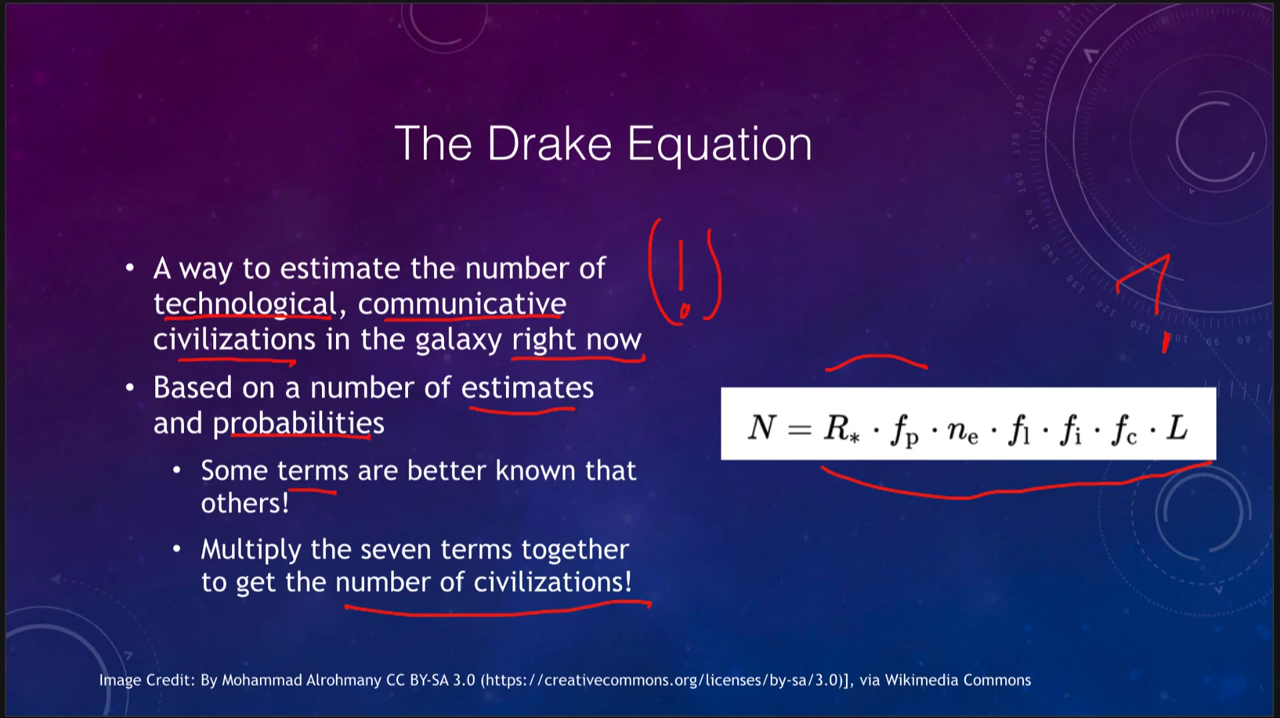 The Drake Equation
• A way to estimate the number of
technological, communicative
civilizations in the galaxy right now
(!)
• Based on a number of estimates
and probabilities
• Some terms are better known that
others!
• Multiply the seven terms together
to get the number of civilizations!
N = R* · fp · ne · fl · fi · fc · L
Image Credit: By Mohammad Alrohmany CC BY-SA 3.0 (https://creativecommons.org/licenses/by-sa/3.0)], via Wikimedia Commons